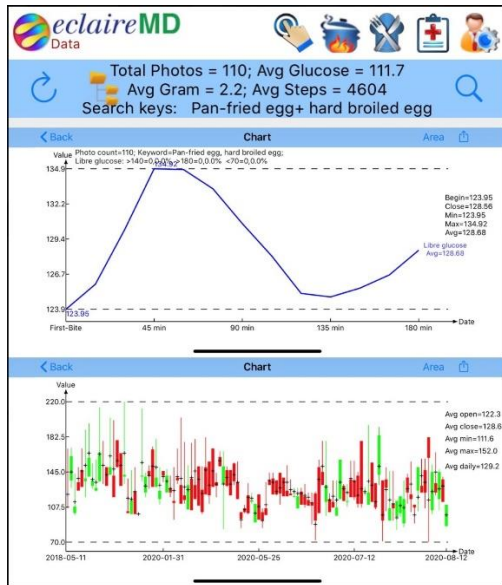 eclaireMD
Data
Total Photos = 110; Avg Glucose = 111.7
Avg Gram = 2.2; Avg Steps = 4604
Search keys: Pan-fried egg+ hard broiled egg
Back Chart Area
Value Photo count=110; Keyword=Pan-fried egg, hard broiled egg;
Libre glucose: >140=0,0.0% >180=0,0.0% <70=0,0.0%
134.9
134.92
132.2
129.4
126.7
123.9
123.95
Begin=123.95
Close=128.56
Min=123.95
Max=134.92
Avg=128.68
Libre glucose
Avg=128.68
First-Bite 45 min 90 min 135 min 180 min Date
Back Chart Area
Value
220.0
182.5
145.0
107.5
70.0
Avg open=122.3
Avg close=128.6
Avg min=111.6
Avg max=152.0
Avg daily=129.2
2018-05-11 2020-01-31 2020-05-26 2020-07-12 2020-08-12
Date